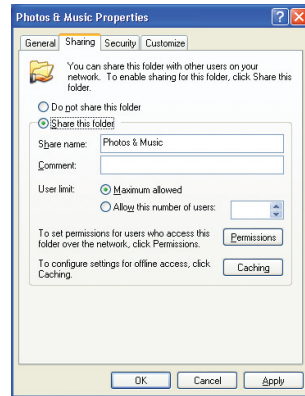 Photos & Music Properties
General Sharing Security Customize
You can share this folder with other users on your
network. To enable sharing for this folder, click Share this
folder.
Do not share this folder
Share this folder
Share name: Photos & Music
Comment:
User limit: Maximum allowed
Allow this number of users:
To set permissions for users who access this
folder over the network, click Permissions.
Permissions
To configure settings for offline access, click
Caching.
Caching
OK Cancel Apply